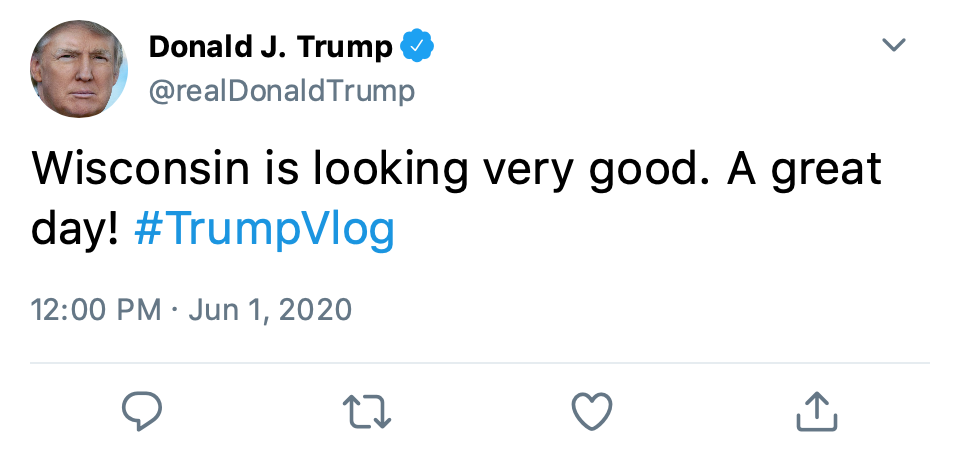 Donald J. Trump
@realDonaldTrump
Wisconsin is looking very good. A great
day! #TrumpVlog
12:00 PM · Jun 1, 2020